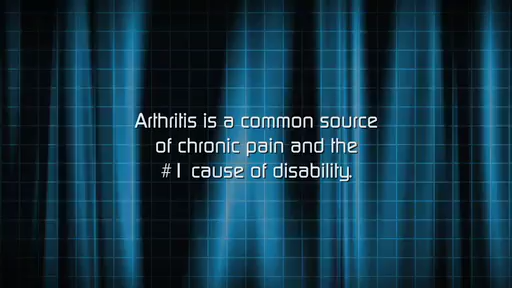 Arthritis is a common source
of chronic pain and the
#1 cause of disability.